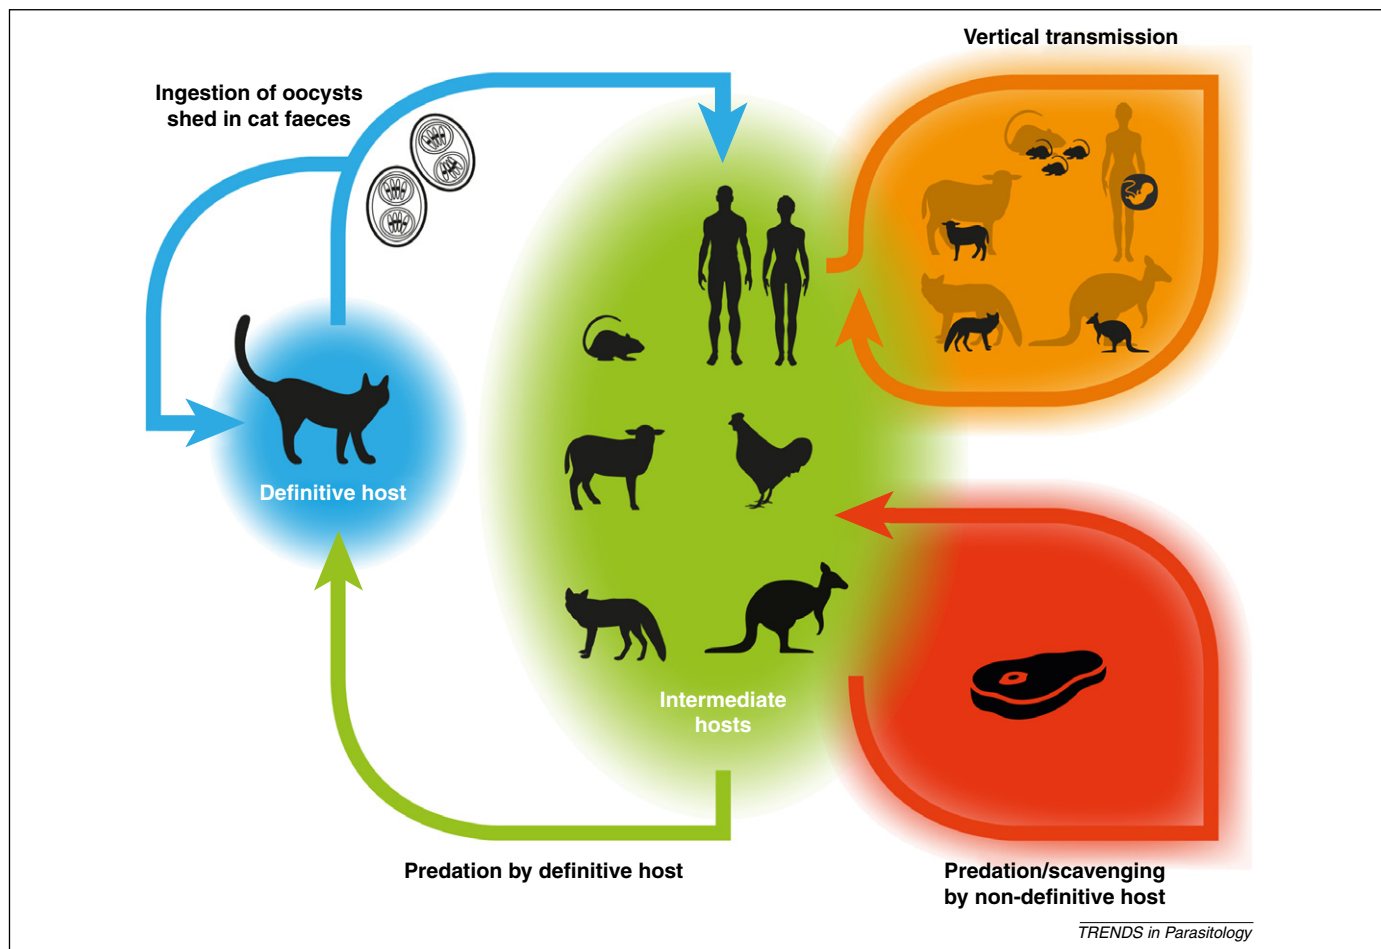 Vertical transmission
Ingestion of oocysts
shed in cat faeces
Definitive host
Intermediate
hosts
Predation by definitive host
Predation/scavenging
by non-definitive host
TRENDS in Parasitology